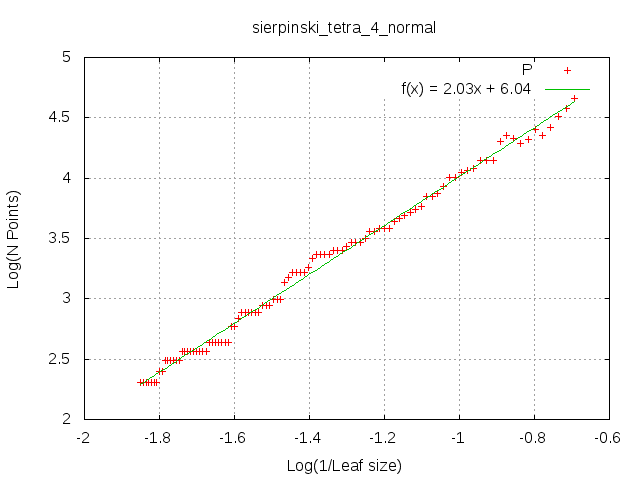 sierpinski_tetra_4_normal
P
f(x) = 2.03x + 6.04
5
4.5
4
3.5
3
2.5
2
-2 -1.8 -1.6 -1.4 -1.2 -1 -0.8 -0.6
Log(N Points)
Log(1/Leaf size)